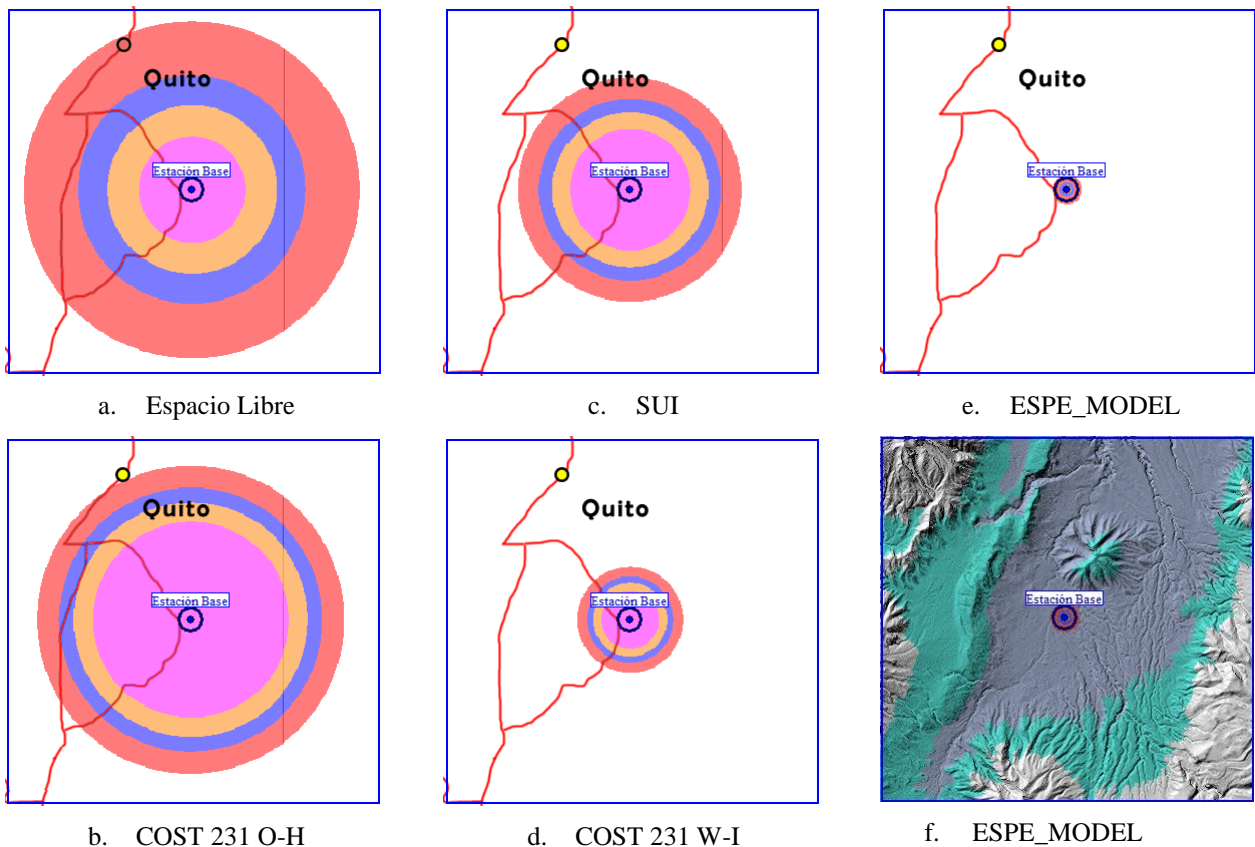 Quito
Estación Base
Quito
Estación Base
Quito
Estación Base
a. Espacio Libre
c. SUI
e. ESPE_MODEL
Quito
Estación Base
Quito
Estación Base
Estación Base
b. COST 231 O-H
d. COST 231 W-I
f. ESPE_MODEL